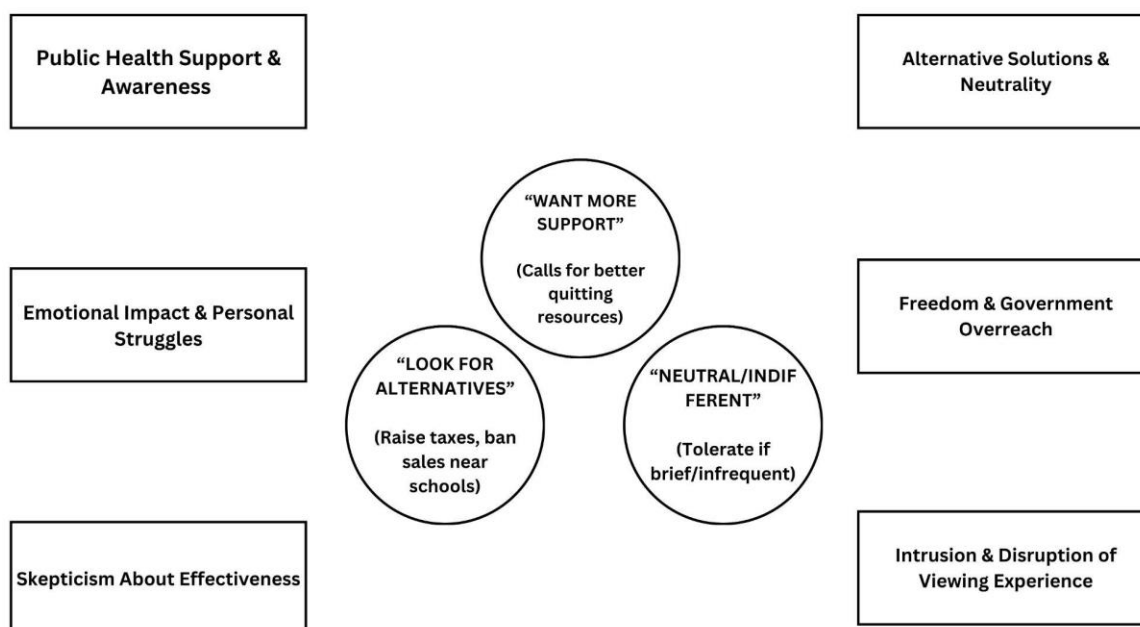 Public Health Support &
Awareness
Alternative Solutions &
Neutrality
“WANT MORE
SUPPORT”
(Calls for better
quitting
resources)
Emotional Impact & Personal
Struggles
Freedom & Government
Overreach
“LOOK FOR
ALTERNATIVES”
(Raise taxes, ban
sales near
schools)
“NEUTRAL/INDIF
FERENT”
(Tolerate if
brief/infrequent)
Skepticism About Effectiveness
Intrusion & Disruption of
Viewing Experience